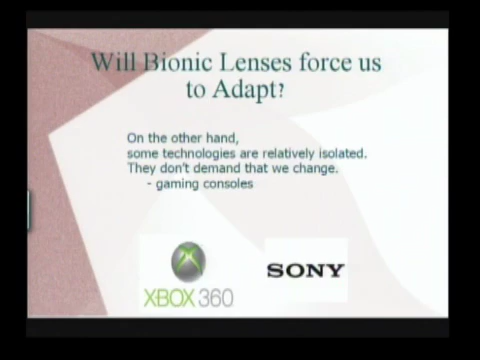 Will Bionic Lenses force us
to Adapt?
On the other hand,
some technologies are relatively isolated.
They don't demand that we change.
- gaming consoles
XBOX 360
SONY